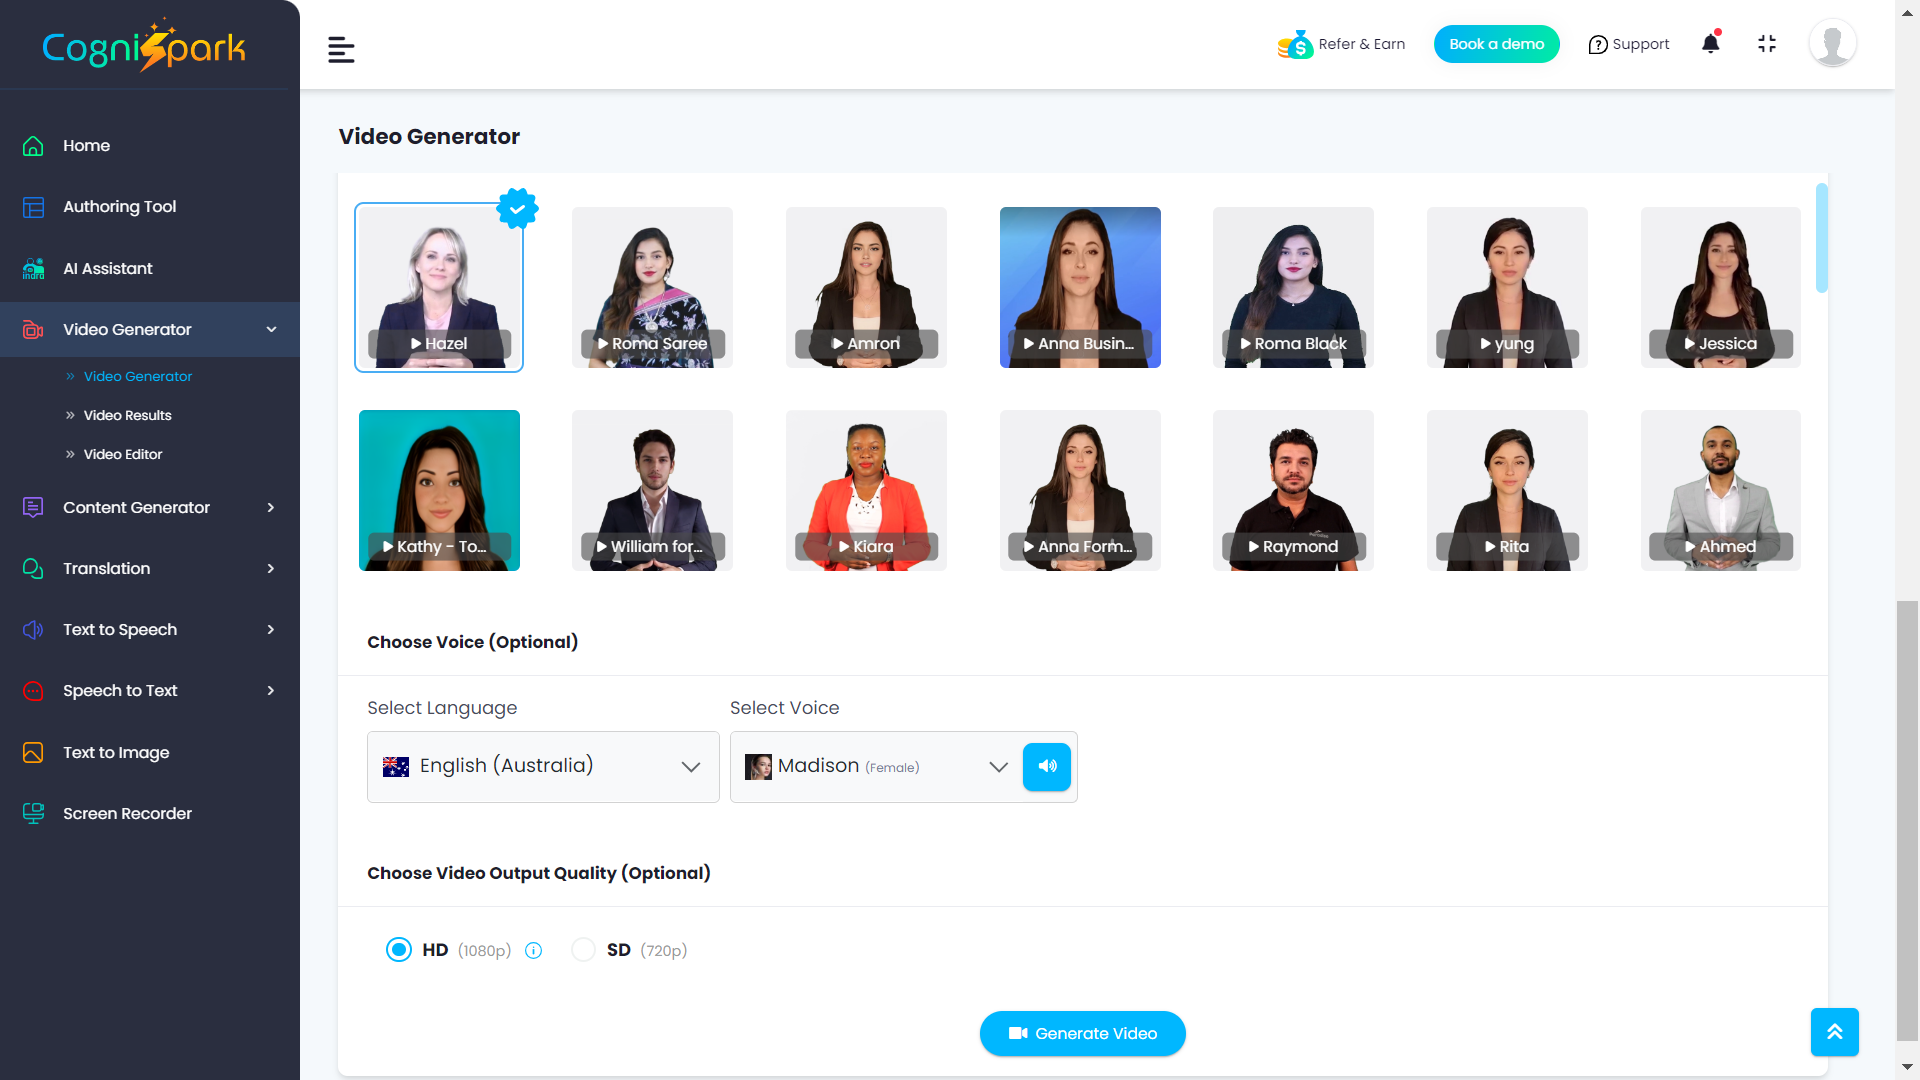 CogniSpark
Refer & Earn
Book a demo
Support
Home
Authoring Tool
AI Assistant
Video Generator
Video Generator
Video Results
Video Editor
Content Generator
Translation
Text to Speech
Speech to Text
Text to Image
Screen Recorder
Video Generator
Hazel
Roma Saree
Amron
Anna Busin...
Roma Black
yung
Jessica
Kathy - To...
William for...
Kiara
Anna Form...
Raymond
Rita
Ahmed
Choose Voice (Optional)
Select Language
Select Voice
English (Australia)
Madison (Female)
Choose Video Output Quality (Optional)
HD (1080p)
SD (720p)
Generate Video